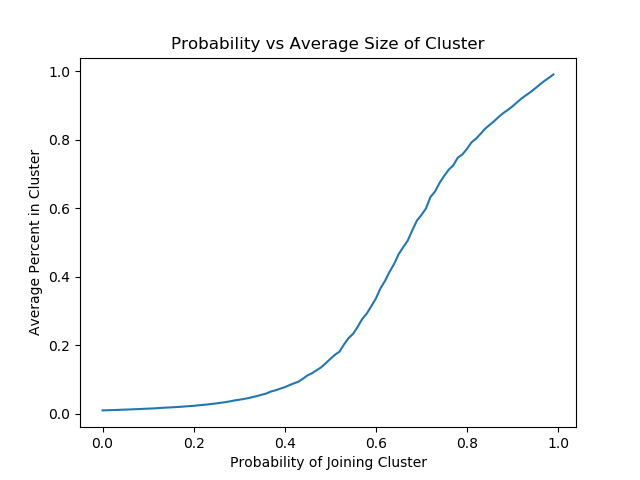 Probability vs Average Size of Cluster
1.0
0.8
0.6
0.4
0.2
0.0
Average Percent in Cluster
0.0 0.2 0.4 0.6 0.8 1.0
Probability of Joining Cluster